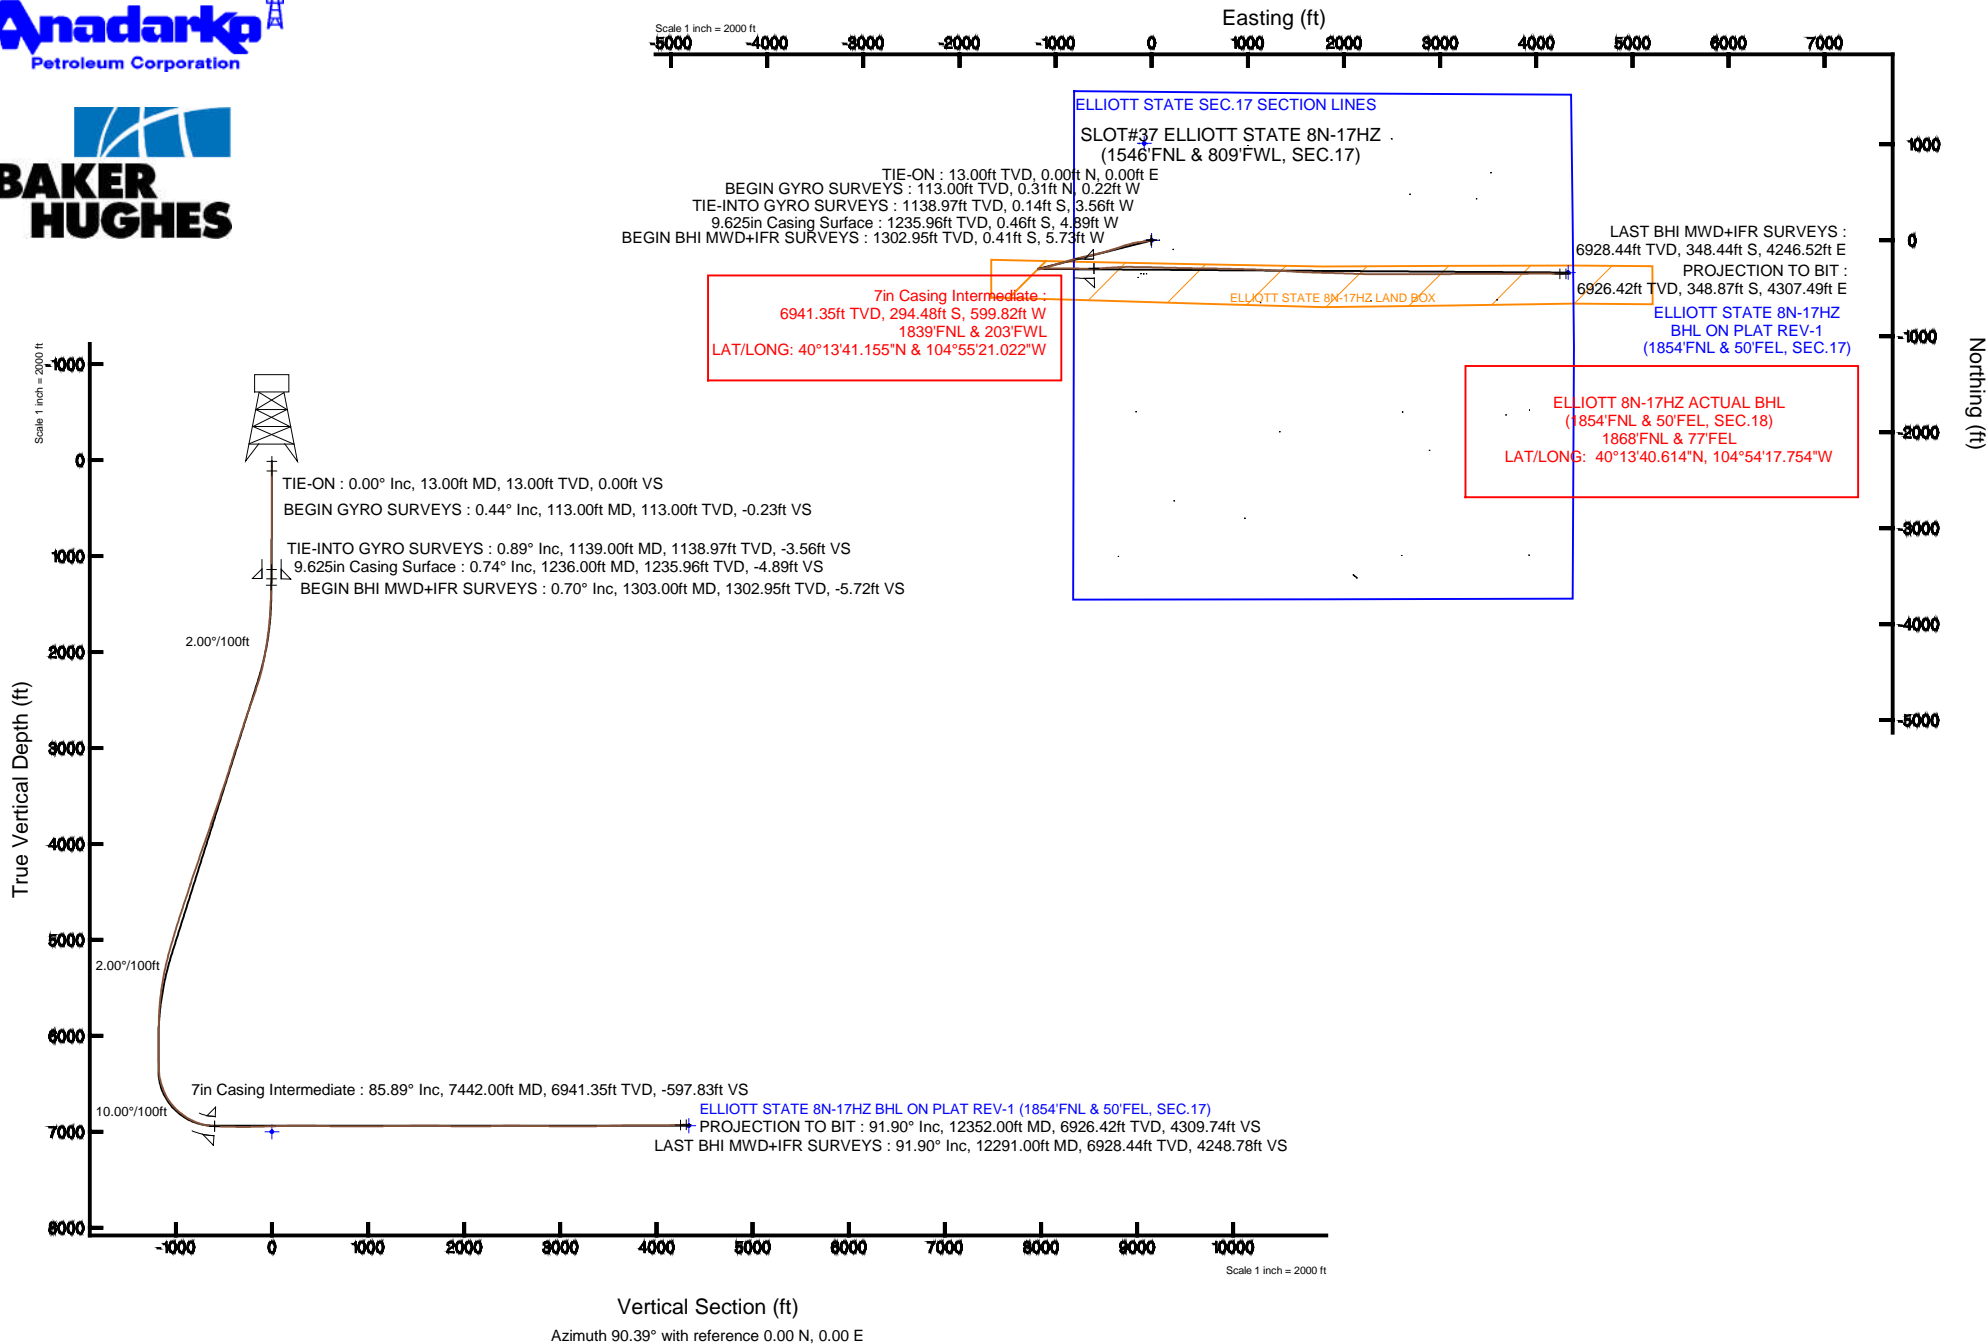 Anadarko
Petroleum Corporation
BAKER
HUGHES
Scale 1 inch = 2000 ft
Easting (ft)
-5000 -4000 -3000 -2000 -1000 0 1000 2000 3000 4000 5000 6000 7000
ELLIOTT STATE SEC.17 SECTION LINES
SLOT#37 ELLIOTT STATE 8N-17HZ
(1546'FNL & 809'FWL, SEC.17)
TIE-ON : 13.00ft TVD, 0.00ft N, 0.00ft E
BEGIN GYRO SURVEYS : 113.00ft TVD, 0.31ft N, 0.22ft W
TIE-INTO GYRO SURVEYS : 1138.97ft TVD, 0.14ft S, 3.56ft W
9.625in Casing Surface : 1235.96ft TVD, 0.46ft S, 4.89ft W
BEGIN BHI MWD+IFR SURVEYS : 1302.95ft TVD, 0.41ft S, 5.73ft W
LAST BHI MWD+IFR SURVEYS :
6928.44ft TVD, 348.44ft S, 4246.52ft E
PROJECTION TO BIT :
6926.42ft TVD, 348.87ft S, 4307.49ft E
ELLIOTT STATE 8N-17HZ LAND BOX
ELLIOTT STATE 8N-17HZ
BHL ON PLAT REV-1
(1854'FNL & 50'FEL, SEC.17)
7in Casing Intermediate :
6941.35ft TVD, 294.48ft S, 599.82ft W
1839'FNL & 203'FWL
LAT/LONG: 40°13'41.155"N & 104°55'21.022"W
ELLIOTT 8N-17HZ ACTUAL BHL
(1854'FNL & 50'FEL, SEC.18)
1868'FNL & 77'FEL
LAT/LONG: 40°13'40.614"N, 104°54'17.754"W
1000
0
-1000
-2000
-3000
-4000
-5000
Northing (ft)
Scale 1 inch = 2000 ft
True Vertical Depth (ft)
-1000
0
1000
2000
3000
4000
5000
6000
7000
8000
TIE-ON : 0.00° Inc, 13.00ft MD, 13.00ft TVD, 0.00ft VS
BEGIN GYRO SURVEYS : 0.44° Inc, 113.00ft MD, 113.00ft TVD, -0.23ft VS
TIE-INTO GYRO SURVEYS : 0.89° Inc, 1139.00ft MD, 1138.97ft TVD, -3.56ft VS
9.625in Casing Surface : 0.74° Inc, 1236.00ft MD, 1235.96ft TVD, -4.89ft VS
BEGIN BHI MWD+IFR SURVEYS : 0.70° Inc, 1303.00ft MD, 1302.95ft TVD, -5.72ft VS
2.00°/100ft
2.00°/100ft
10.00°/100ft
7in Casing Intermediate : 85.89° Inc, 7442.00ft MD, 6941.35ft TVD, -597.83ft VS
ELLIOTT STATE 8N-17HZ BHL ON PLAT REV-1 (1854'FNL & 50'FEL, SEC.17)
PROJECTION TO BIT : 91.90° Inc, 12352.00ft MD, 6926.42ft TVD, 4309.74ft VS
LAST BHI MWD+IFR SURVEYS : 91.90° Inc, 12291.00ft MD, 6928.44ft TVD, 4248.78ft VS
-1000 0 1000 2000 3000 4000 5000 6000 7000 8000 9000 10000
Scale 1 inch = 2000 ft
Vertical Section (ft)
Azimuth 90.39° with reference 0.00 N, 0.00 E